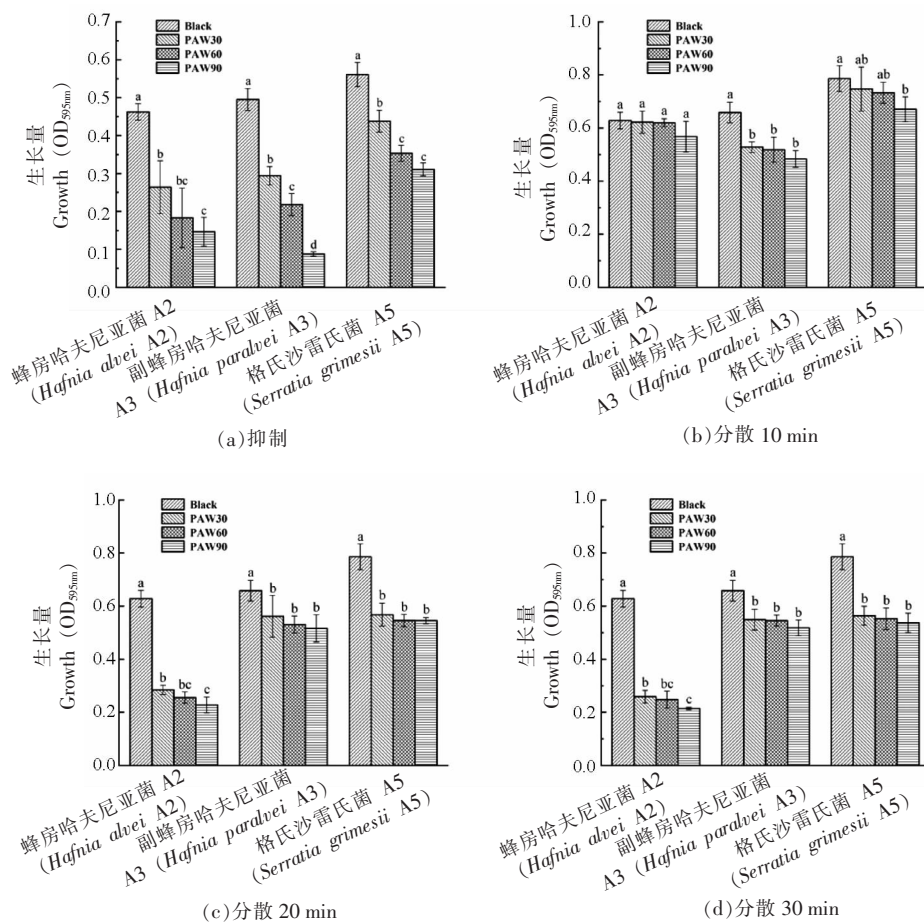 0.7
0.6
0.5
0.4
0.3
0.2
0.1
0.0
生长量
Growth (OD595nm)
Black
PAW30
PAW60
PAW90
a
b
bc
c
a
b
c
d
a
b
c
c
蜂房哈夫尼亚菌 A2
(Hafnia alvei A2)
副蜂房哈夫尼亚菌
A3 (Hafnia paralvei A3)
格氏沙雷氏菌 A5
(Serratia grimesii A5)
(a)抑制
1.0
0.8
0.6
0.4
0.2
0.0
生长量
Growth (OD595nm)
Black
PAW30
PAW60
PAW90
a
a
a
a
a
b
b
b
a
ab
ab
b
蜂房哈夫尼亚菌 A2
(Hafnia alvei A2)
副蜂房哈夫尼亚菌
A3 (Hafnia paralvei A3)
格氏沙雷氏菌 A5
(Serratia grimesii A5)
(b)分散 10 min
1.0
0.8
0.6
0.4
0.2
0.0
生长量
Growth (OD595nm)
Black
PAW30
PAW60
PAW90
a
b
bc
c
a
b
b
b
a
b
b
b
蜂房哈夫尼亚菌 A2
(Hafnia alvei A2)
副蜂房哈夫尼亚菌
A3 (Hafnia paralvei A3)
格氏沙雷氏菌 A5
(Serratia grimesii A5)
(c)分散 20 min
1.0
0.8
0.6
0.4
0.2
0.0
生长量
Growth (OD595nm)
Black
PAW30
PAW60
PAW90
a
b
bc
c
a
b
b
b
a
b
b
b
蜂房哈夫尼亚菌 A2
(Hafnia alvei A2)
副蜂房哈夫尼亚菌
A3 (Hafnia paralvei A3)
格氏沙雷氏菌 A5
(Serratia grimesii A5)
(d)分散 30 min